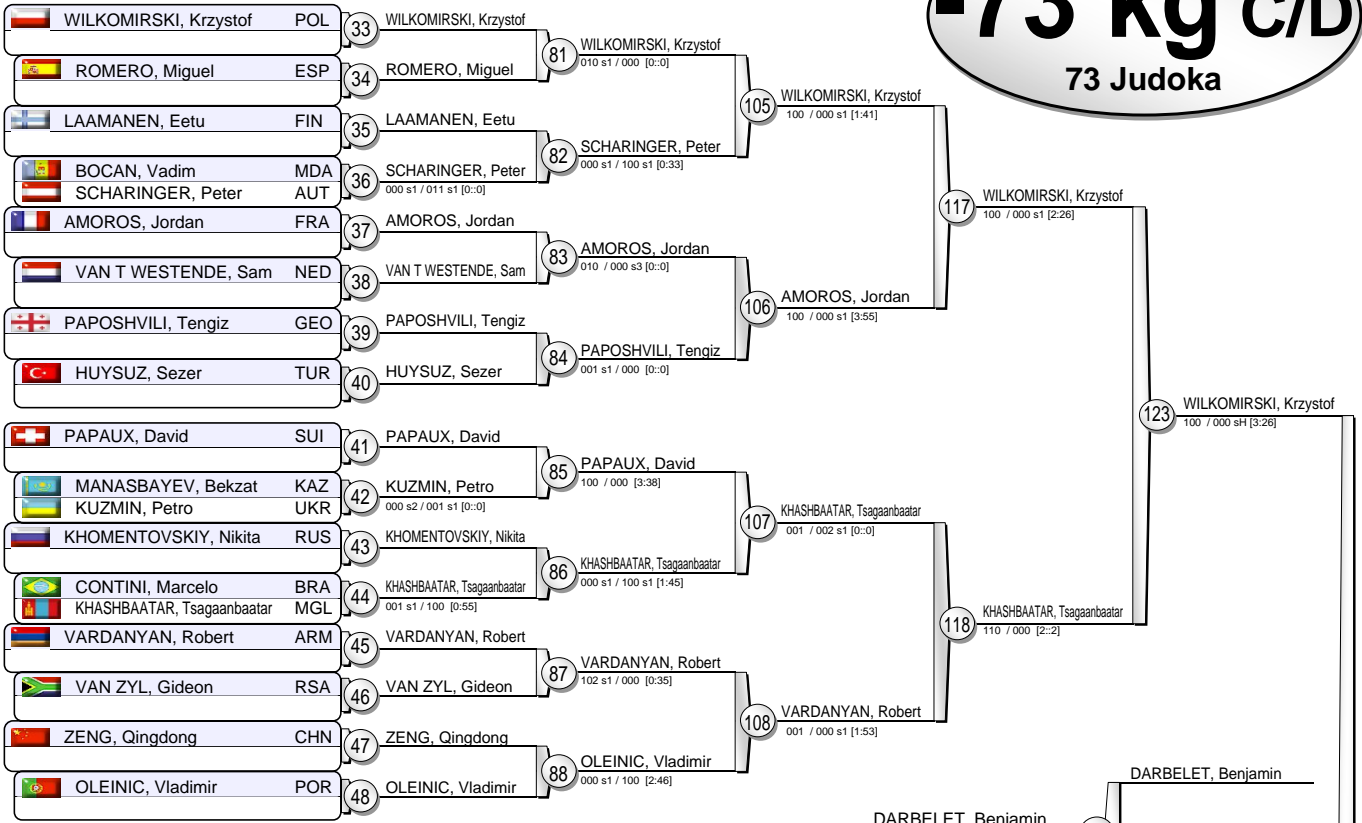 -73 kg C/D
73 Judoka
WILKOMIRSKI, Krzystof POL
ROMERO, Miguel ESP
LAAMANEN, Eetu FIN
BOCAN, Vadim MDA
SCHARINGER, Peter AUT
AMOROS, Jordan FRA
VAN T WESTENDE, Sam NED
PAPOSHVILI, Tengiz GEO
HUYSUZ, Sezer TUR
PAPAUX, David SUI
MANASBAYEV, Bekzat KAZ
KUZMIN, Petro UKR
KHOMENTOVSKIY, Nikita RUS
CONTINI, Marcelo BRA
KHASHBAATAR, Tsagaanbaatar MGL
VARDANYAN, Robert ARM
VAN ZYL, Gideon RSA
ZENG, Qingdong CHN
OLEINIC, Vladimir POR
33 WILKOMIRSKI, Krzystof
34 ROMERO, Miguel
35 LAAMANEN, Eetu
36 SCHARINGER, Peter
000 s1 / 011 s1 [0::0]
37 AMOROS, Jordan
38 VAN T WESTENDE, Sam
39 PAPOSHVILI, Tengiz
40 HUYSUZ, Sezer
41 PAPAUX, David
42 KUZMIN, Petro
000 s2 / 001 s1 [0::0]
43 KHOMENTOVSKIY, Nikita
44 KHASHBAATAR, Tsagaanbaatar
001 s1 / 100 [0:55]
45 VARDANYAN, Robert
46 VAN ZYL, Gideon
47 ZENG, Qingdong
48 OLEINIC, Vladimir
81 WILKOMIRSKI, Krzystof
010 s1 / 000 [0::0]
82 SCHARINGER, Peter
000 s1 / 100 s1 [0:33]
83 AMOROS, Jordan
010 / 000 s3 [0::0]
84 PAPOSHVILI, Tengiz
001 s1 / 000 [0::0]
85 PAPAUX, David
100 / 000 [3:38]
86 KHASHBAATAR, Tsagaanbaatar
000 s1 / 100 s1 [1:45]
87 VARDANYAN, Robert
102 s1 / 000 [0:35]
88 OLEINIC, Vladimir
000 s1 / 100 [2:46]
105 WILKOMIRSKI, Krzystof
100 / 000 s1 [1:41]
106 AMOROS, Jordan
100 / 000 s1 [3:55]
107 KHASHBAATAR, Tsagaanbaatar
001 / 002 s1 [0::0]
108 VARDANYAN, Robert
001 / 000 s1 [1:53]
117 WILKOMIRSKI, Krzystof
100 / 000 s1 [2:26]
118 KHASHBAATAR, Tsagaanbaatar
110 / 000 [2::2]
123 WILKOMIRSKI, Krzystof
100 / 000 sH [3:26]
DARBELET, Benjamin
DARBELET, Benjamin